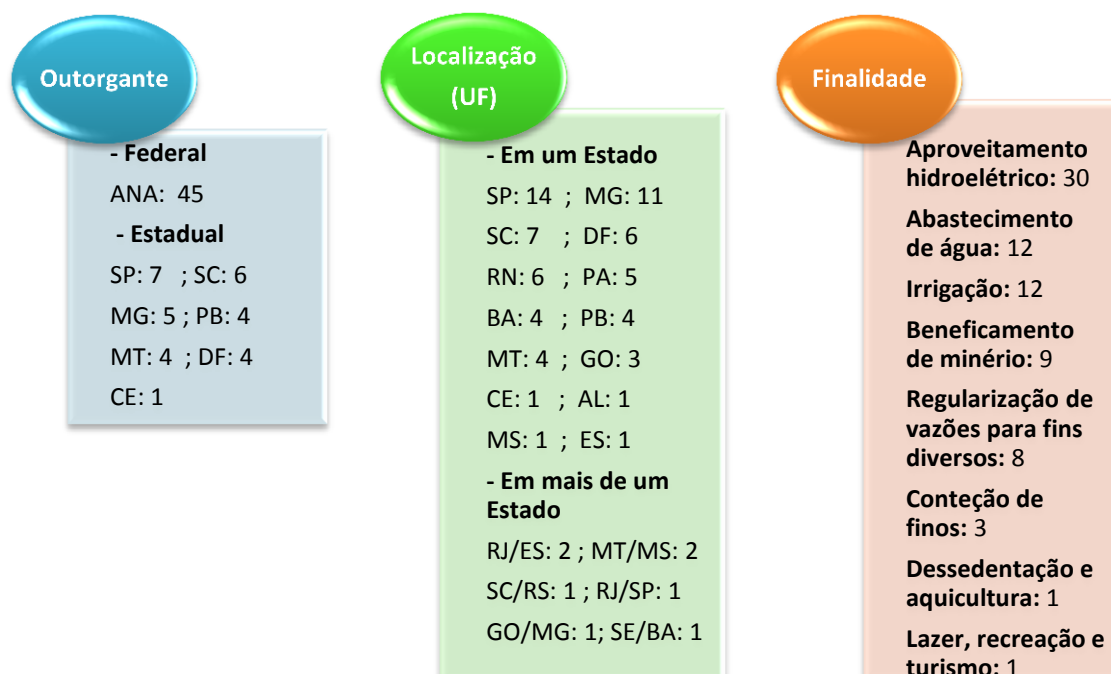 Outorgante
- Federal
ANA: 45
- Estadual
SP: 7 ; SC: 6
MG: 5 ; PB: 4
MT: 4 ; DF: 4
CE: 1
Localização
(UF)
- Em um Estado
SP: 14 ; MG: 11
SC: 7 ; DF: 6
RN: 6 ; PA: 5
BA: 4 ; PB: 4
MT: 4 ; GO: 3
CE: 1 ; AL: 1
MS: 1 ; ES: 1
- Em mais de um
Estado
RJ/ES: 2 ; MT/MS: 2
SC/RS: 1 ; RJ/SP: 1
GO/MG: 1; SE/BA: 1
Finalidade
Aproveitamento
hidroelétrico: 30
Abastecimento
de água: 12
Irrigação: 12
Beneficamento
de minério: 9
Regularização de
vazões para fins
diversos: 8
Conteção de
finos: 3
Dessedentação e
aquicultura: 1
Lazer, recreação e
turismo: 1